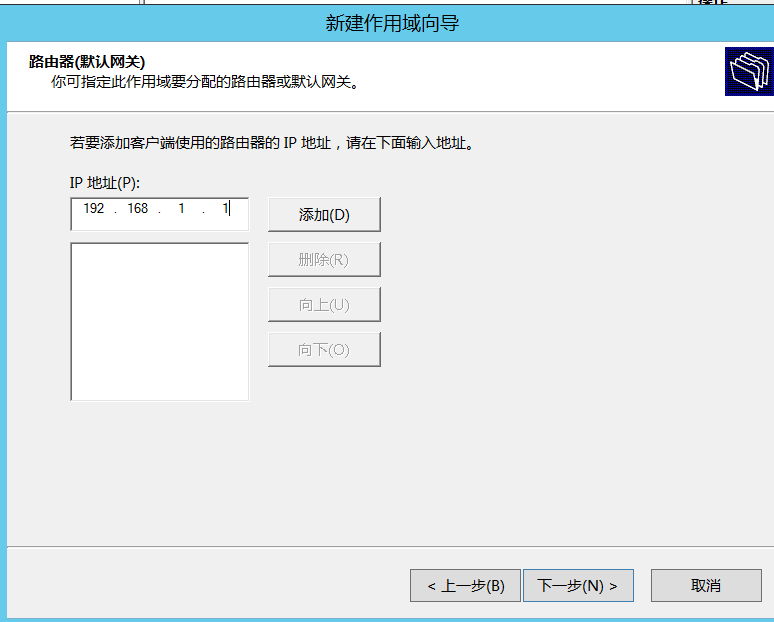 新建作用域向导
路由器(默认网关)
你可指定此作用域要分配的路由器或默认网关。
若要添加客户端使用的路由器的 IP 地址，请在下面输入地址。
IP 地址(P):
192 . 168 . 1 . 1
添加(D)
删除(R)
向上(U)
向下(O)
< 上一步(B)
下一步(N) >
取消